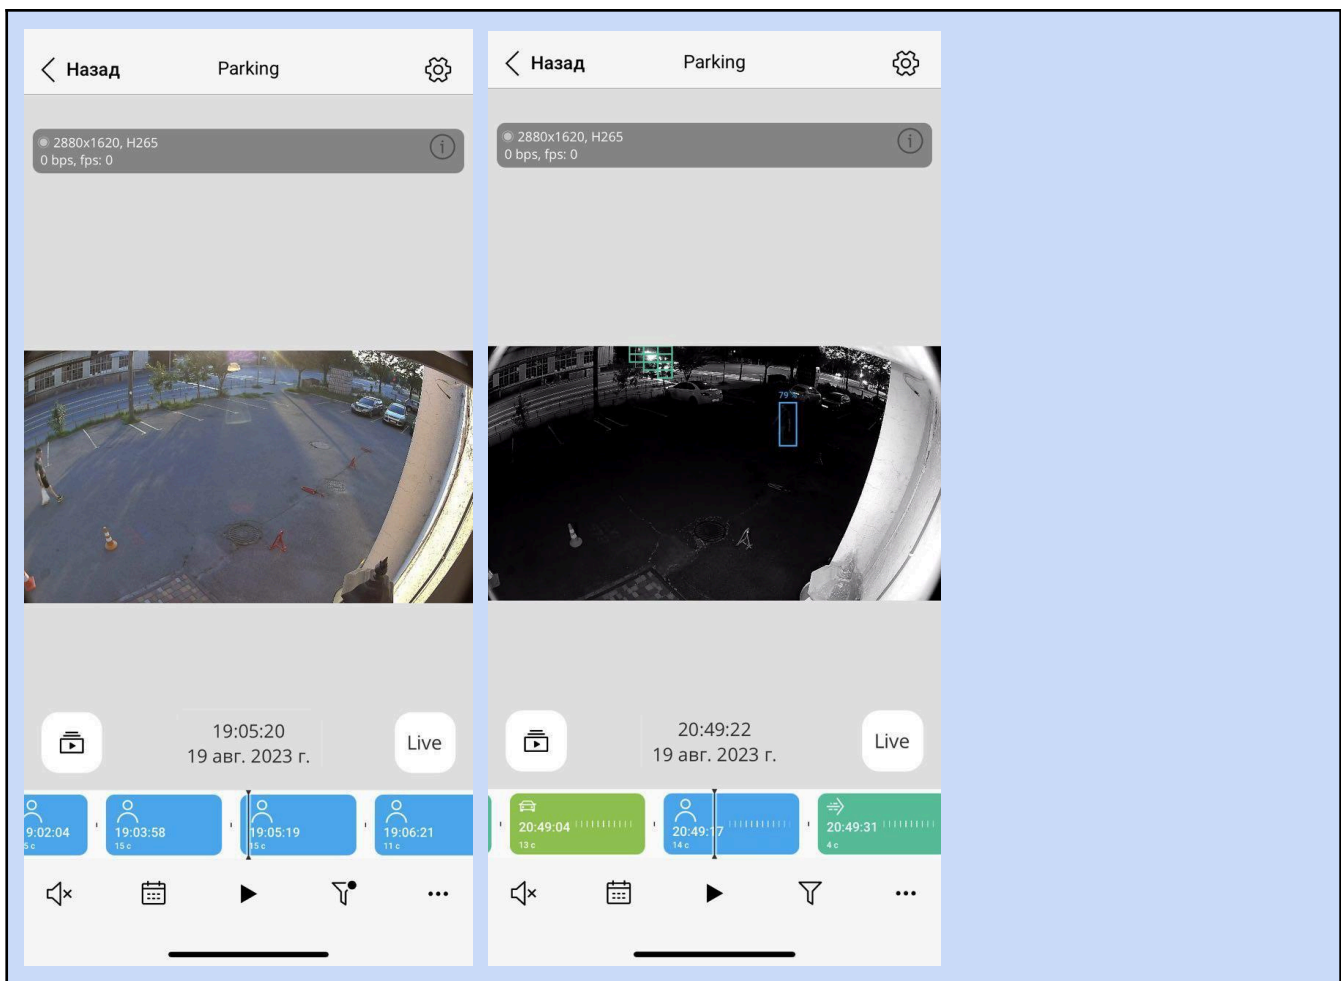 Назад
Parking
2880x1620, H265
0 bps, fps: 0
19:05:20
19 авг. 2023 г.
Live
9:02:04
5 с
19:03:58
15 с
19:05:19
15 с
19:06:21
11 с
Назад
Parking
2880x1620, H265
0 bps, fps: 0
79 %
20:49:22
19 авг. 2023 г.
Live
20:49:04
13 с
20:49:17
14 с
20:49:31
4 с